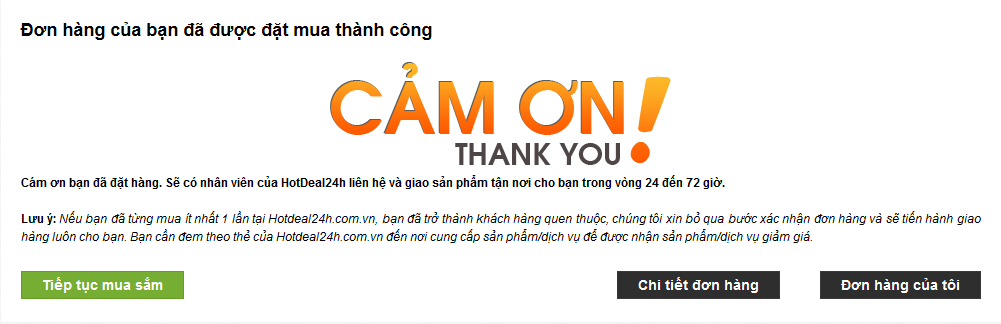 Đơn hàng của bạn đã được đặt mua thành công
CẢM ƠN!
THANK YOU
Cám ơn bạn đã đặt hàng. Sẽ có nhân viên của HotDeal24h liên hệ và giao sản phẩm tận nơi cho bạn trong vòng 24 đến 72 giờ.
Lưu ý: Nếu bạn đã từng mua ít nhất 1 lần tại Hotdeal24h.com.vn, bạn đã trở thành khách hàng quen thuộc, chúng tôi xin bỏ qua bước xác nhận đơn hàng và sẽ tiến hành giao
hàng luôn cho bạn. Bạn cần đem theo thẻ của Hotdeal24h.com.vn đến nơi cung cấp sản phẩm/dịch vụ để được nhận sản phẩm/dịch vụ giảm giá.
Tiếp tục mua sắm
Chi tiết đơn hàng
Đơn hàng của tôi